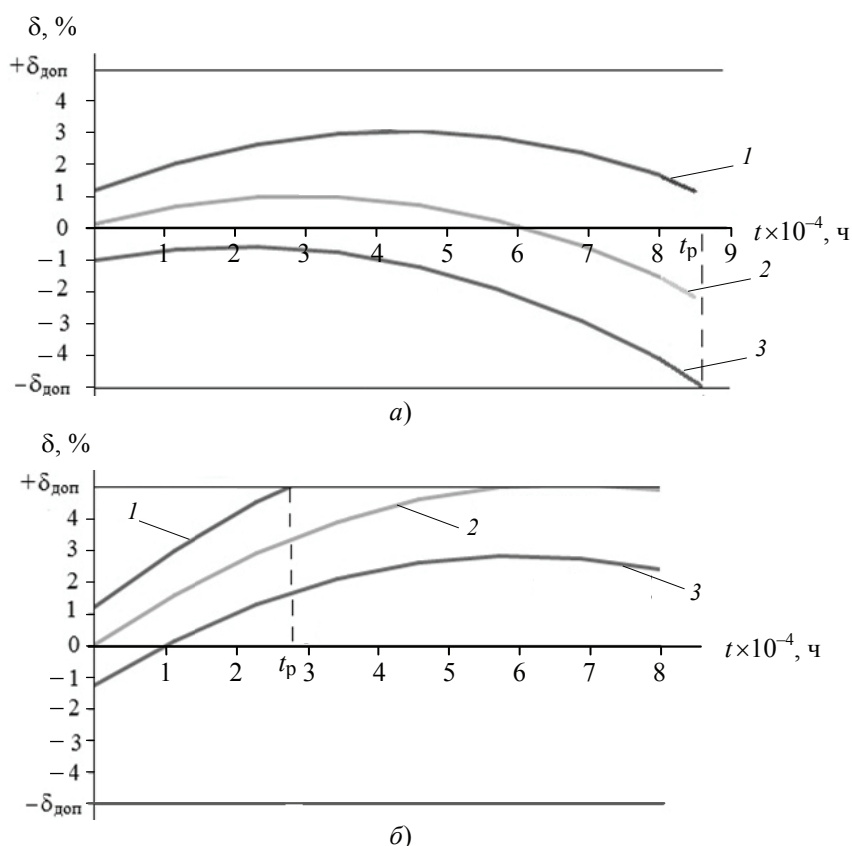 δ, %
+δдоп
4
3
2
1
0
−1
−2
−3
−4
−δдоп
1 2 3 4 5 6 7 8 9
tр
t×10⁻⁴, ч
1
2
3
а)
δ, %
+δдоп
4
3
2
1
0
−1
−2
−3
−4
−δдоп
1 2 3 4 5 6 7 8
tр
t×10⁻⁴, ч
1
2
3
б)